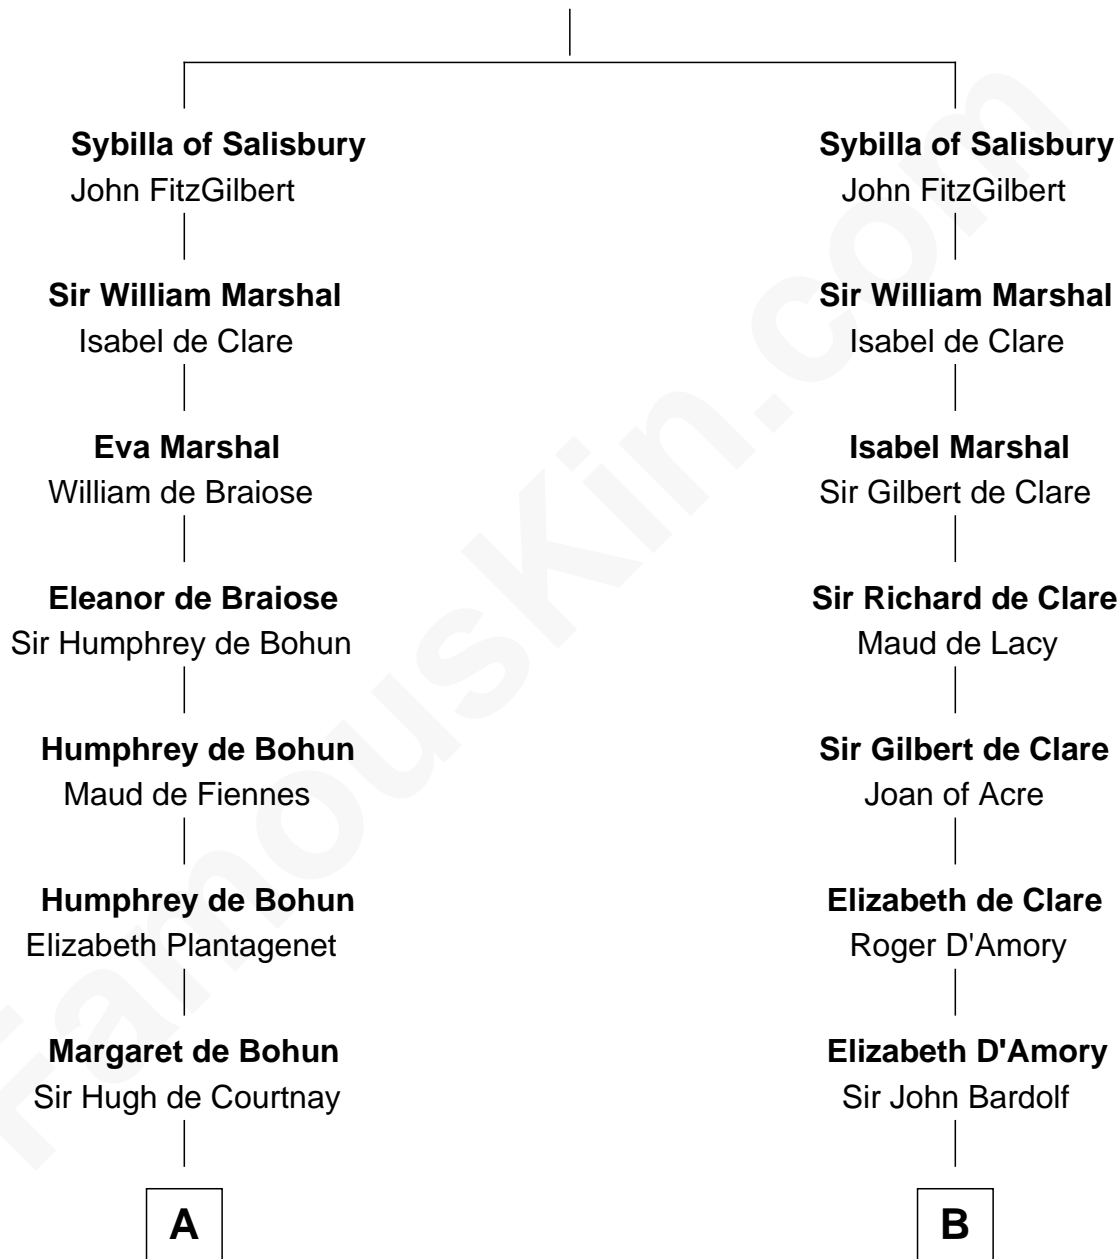 Sybilla of Salisbury
John FitzGilbert
Sir William Marshal
Isabel de Clare
Eva Marshal
William de Braiose
Eleanor de Braiose
Sir Humphrey de Bohun
Humphrey de Bohun
Maud de Fiennes
Humphrey de Bohun
Elizabeth Plantagenet
Margaret de Bohun
Sir Hugh de Courtnay
A
Sybilla of Salisbury
John FitzGilbert
Sir William Marshal
Isabel de Clare
Isabel Marshal
Sir Gilbert de Clare
Sir Richard de Clare
Maud de Lacy
Sir Gilbert de Clare
Joan of Acre
Elizabeth de Clare
Roger D'Amory
Elizabeth D'Amory
Sir John Bardolf
B
FamousKin.com